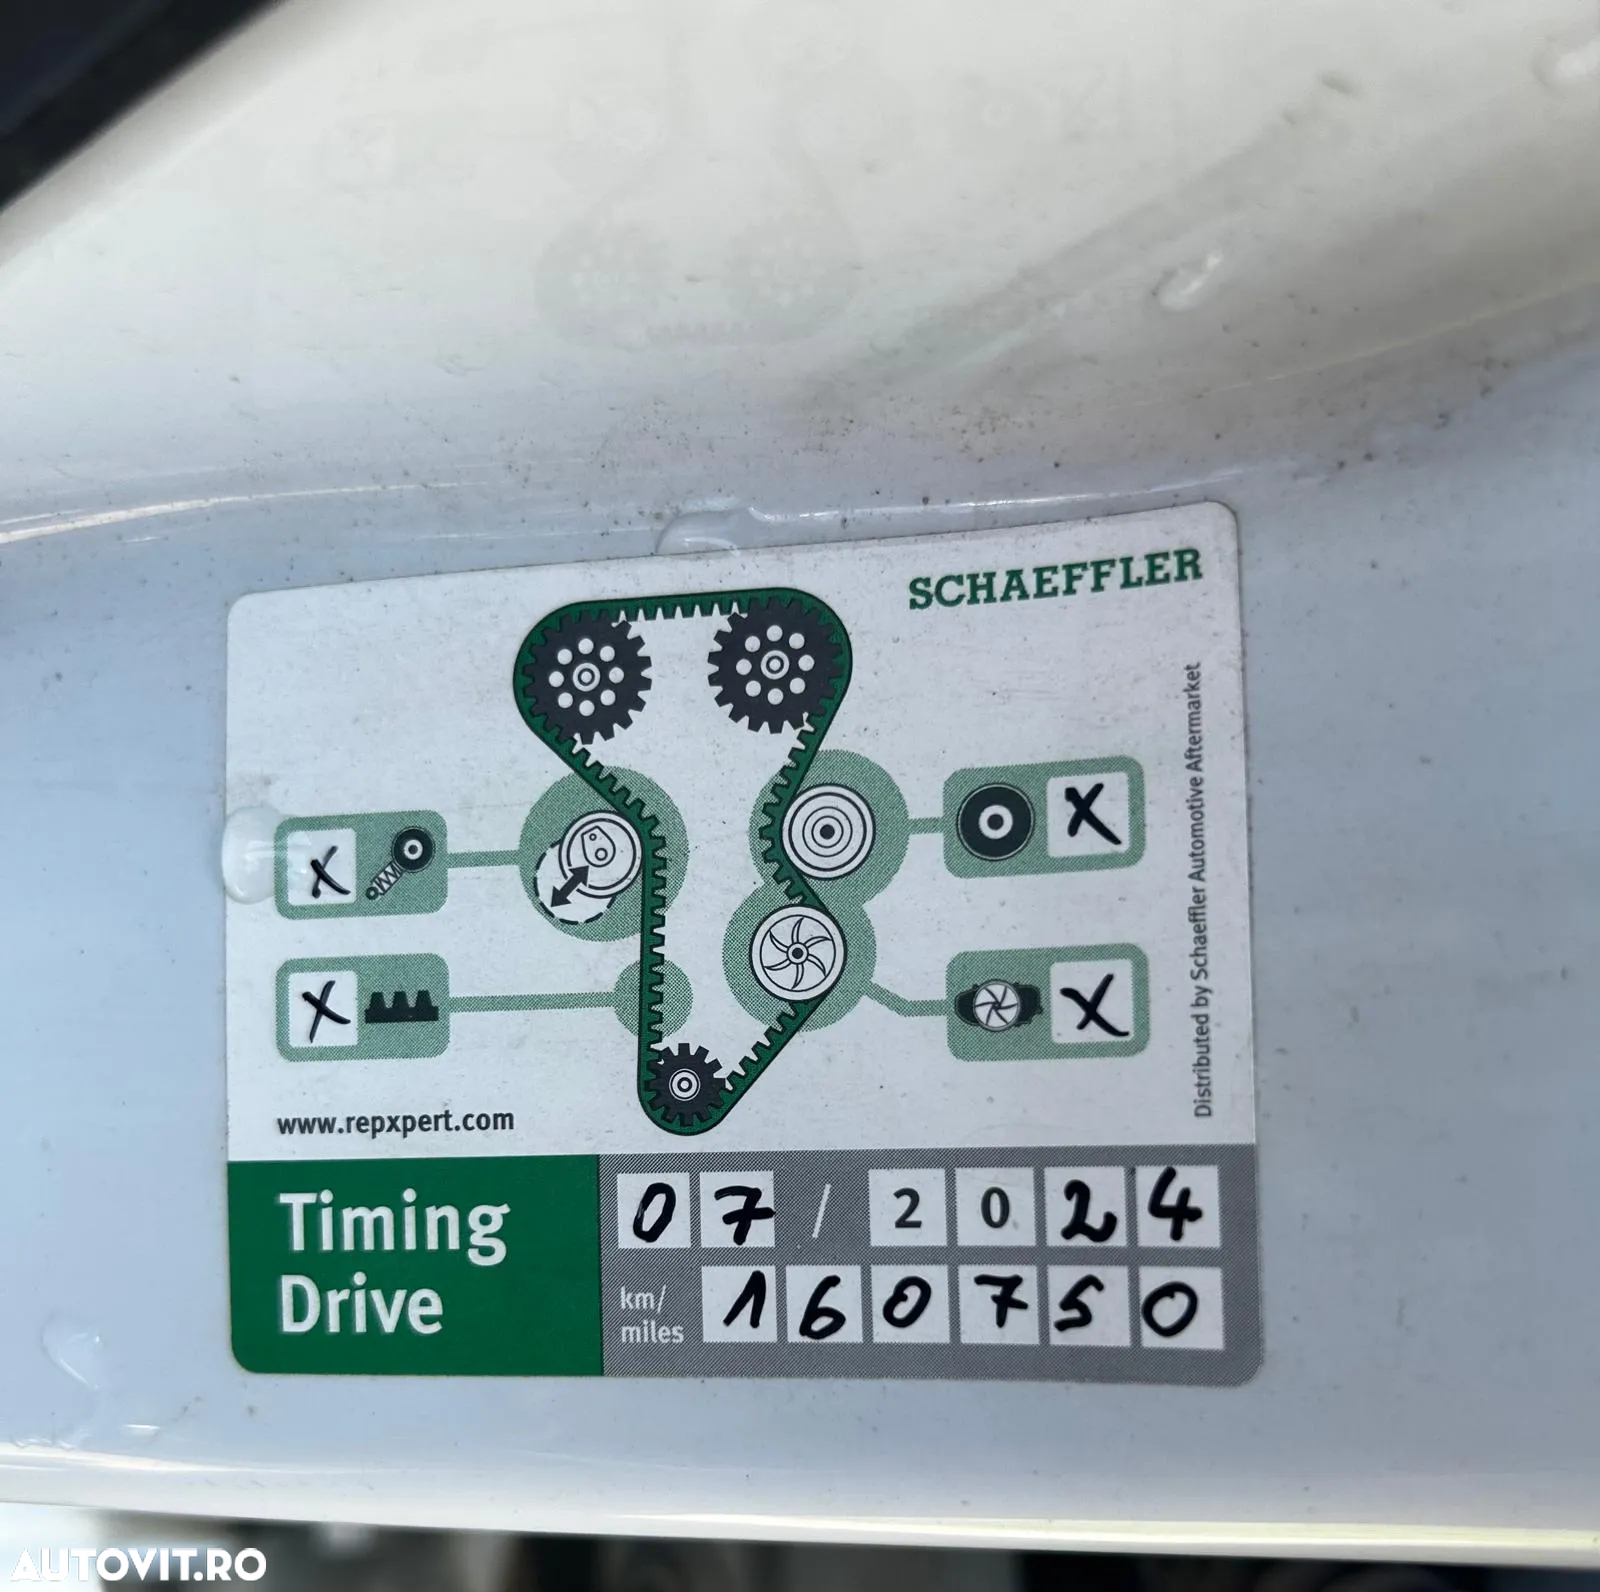 SCHAEFFLER
Distributed by Schaeffler Automotive Aftermarket
X
X
X
X
www.repxpert.com
Timing
Drive
07 / 2024
km/
miles
160750
AUTOVIT.RO